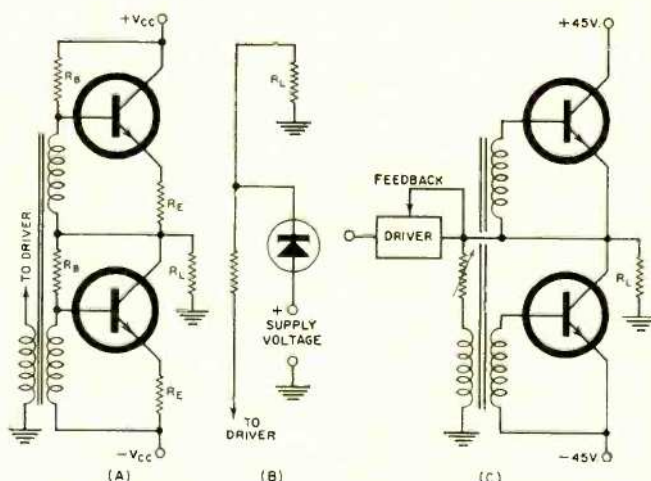 +VCC
RB
RE
RB
RL
TO DRIVER
RE
-VCC
(A)
RL
+
SUPPLY
VOLTAGE
TO
DRIVER
(B)
+45V.
FEEDBACK
DRIVER
RL
-45V.
(C)